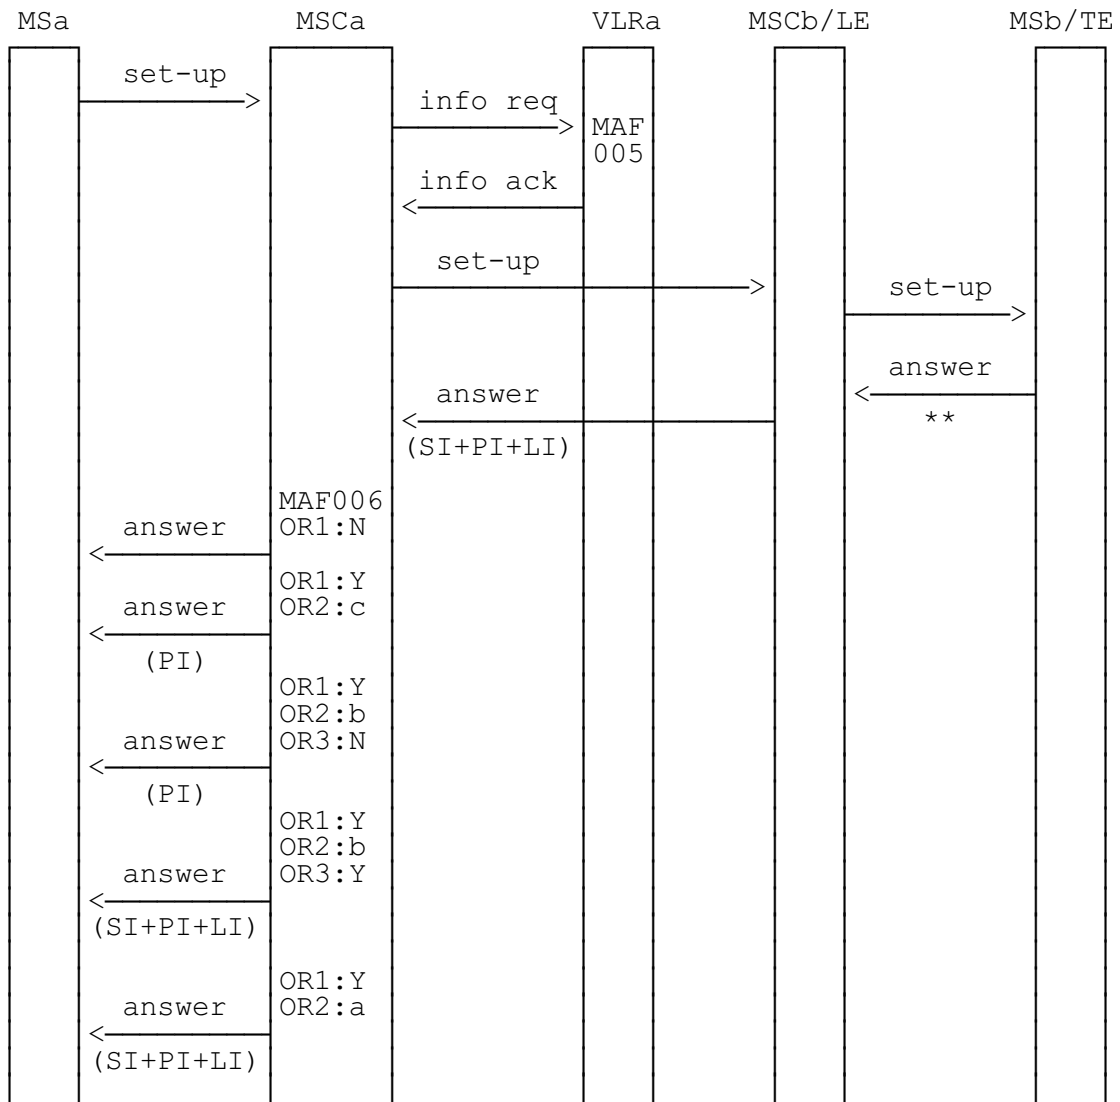 MSa MSCa VLRa MSCb/LE MSb/TE
set-up
info req
MAF
005
info ack
set-up
set-up
answer
**
answer
(SI+PI+LI)
MAF006
OR1:N
answer
OR1:Y
OR2:c
answer
(PI)
OR1:Y
OR2:b
OR3:N
answer
(PI)
OR1:Y
OR2:b
OR3:Y
answer
(SI+PI+LI)
OR1:Y
OR2:a
answer
(SI+PI+LI)